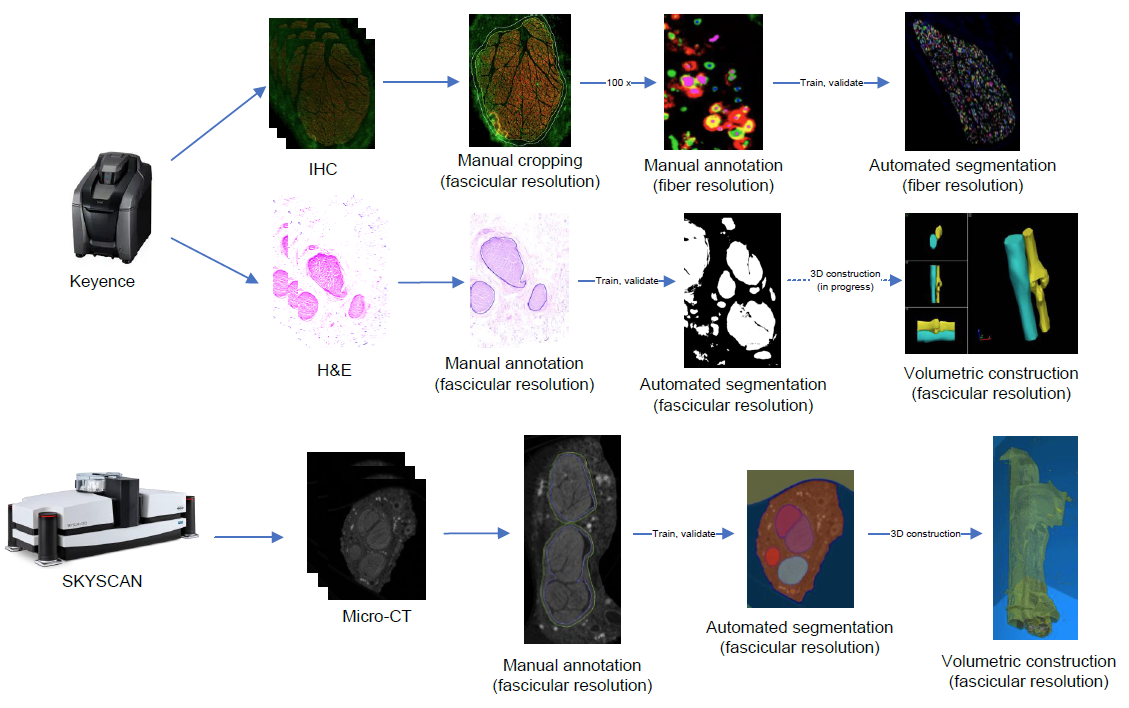 Keyence
IHC
Manual cropping
(fascicular resolution)
100 x
Manual annotation
(fiber resolution)
Train, validate
Automated segmentation
(fiber resolution)
H&E
Manual annotation
(fascicular resolution)
Train, validate
Automated segmentation
(fascicular resolution)
3D construction
(in progress)
Volumetric construction
(fascicular resolution)
SKYSCAN
Micro-CT
Manual annotation
(fascicular resolution)
Train, validate
Automated segmentation
(fascicular resolution)
3D construction
Volumetric construction
(fascicular resolution)